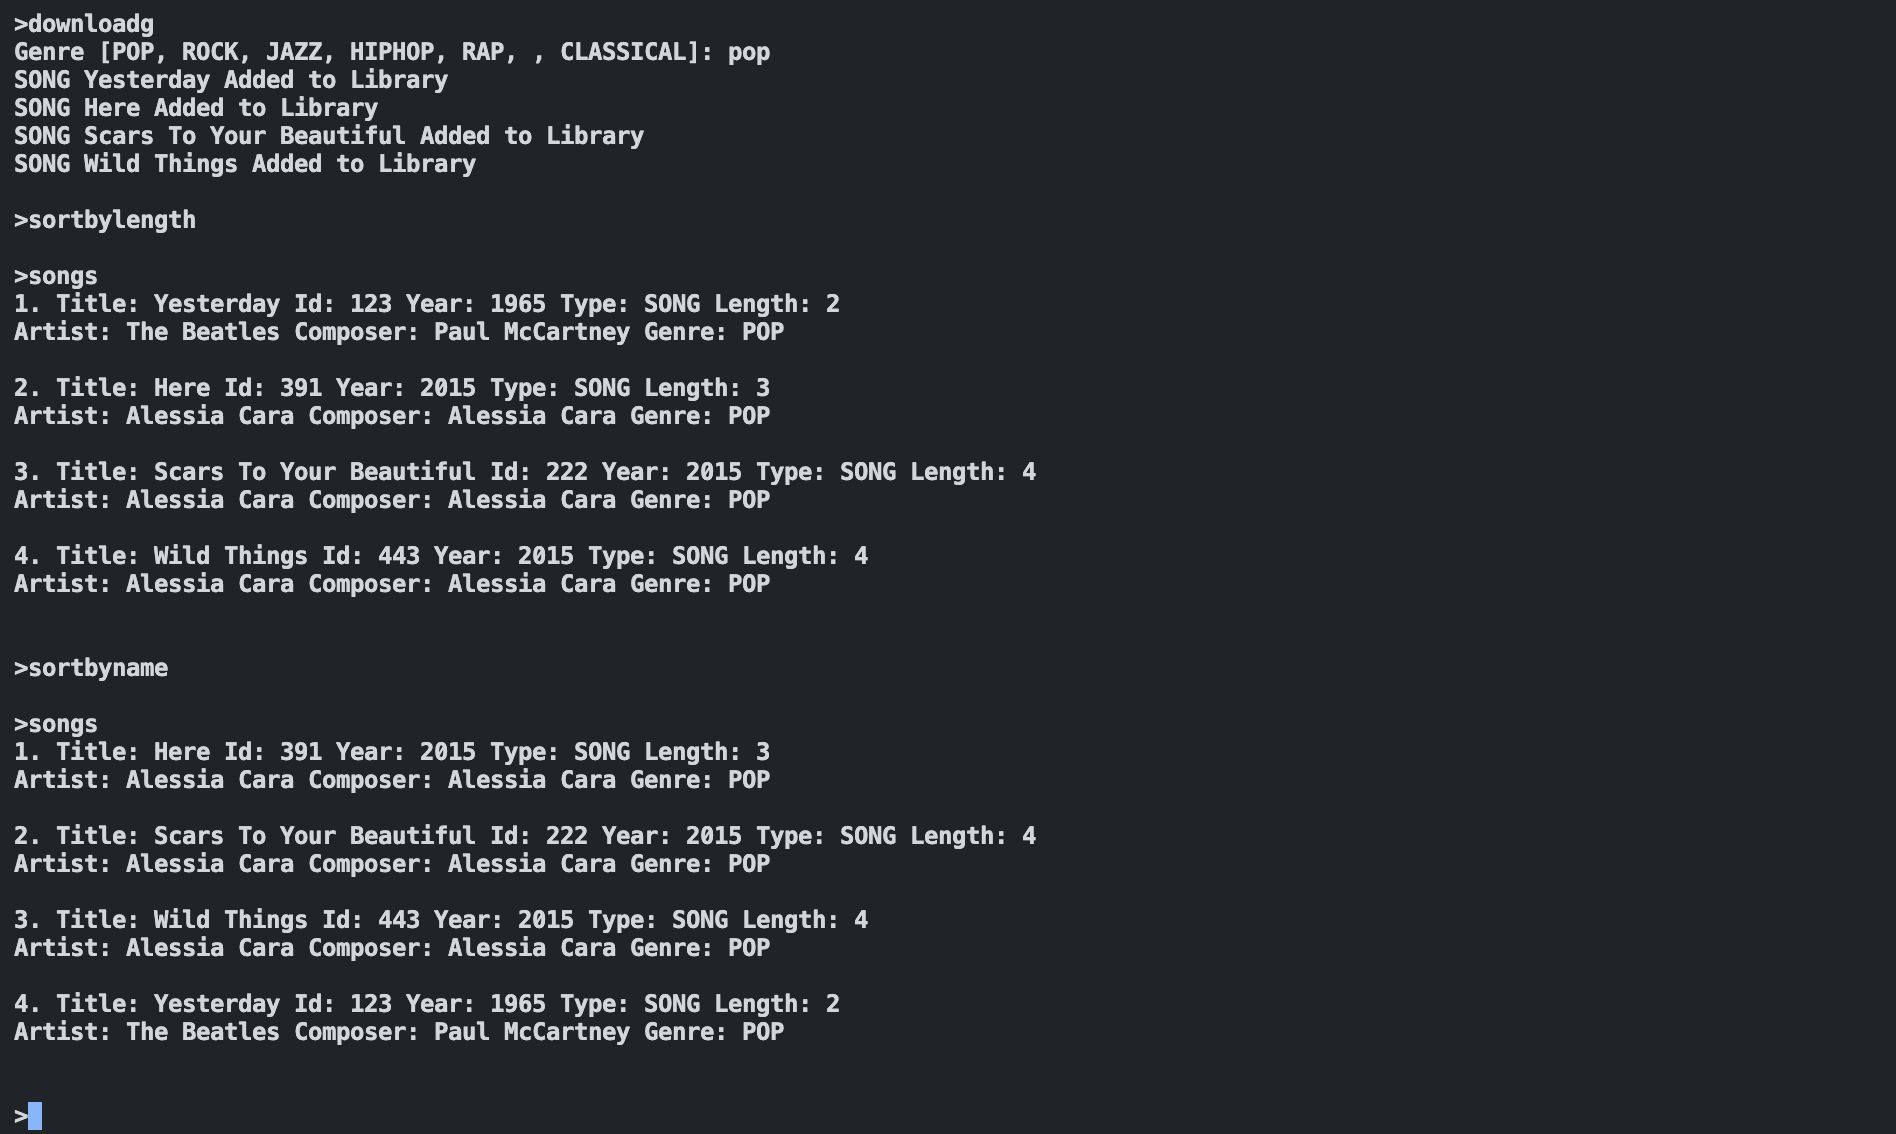 >downloadg
Genre [POP, ROCK, JAZZ, HIPHOP, RAP, , CLASSICAL]: pop
SONG Yesterday Added to Library
SONG Here Added to Library
SONG Scars To Your Beautiful Added to Library
SONG Wild Things Added to Library
>sortbylength
>songs
1. Title: Yesterday Id: 123 Year: 1965 Type: SONG Length: 2
Artist: The Beatles Composer: Paul McCartney Genre: POP
2. Title: Here Id: 391 Year: 2015 Type: SONG Length: 3
Artist: Alessia Cara Composer: Alessia Cara Genre: POP
3. Title: Scars To Your Beautiful Id: 222 Year: 2015 Type: SONG Length: 4
Artist: Alessia Cara Composer: Alessia Cara Genre: POP
4. Title: Wild Things Id: 443 Year: 2015 Type: SONG Length: 4
Artist: Alessia Cara Composer: Alessia Cara Genre: POP
>sortbyname
>songs
1. Title: Here Id: 391 Year: 2015 Type: SONG Length: 3
Artist: Alessia Cara Composer: Alessia Cara Genre: POP
2. Title: Scars To Your Beautiful Id: 222 Year: 2015 Type: SONG Length: 4
Artist: Alessia Cara Composer: Alessia Cara Genre: POP
3. Title: Wild Things Id: 443 Year: 2015 Type: SONG Length: 4
Artist: Alessia Cara Composer: Alessia Cara Genre: POP
4. Title: Yesterday Id: 123 Year: 1965 Type: SONG Length: 2
Artist: The Beatles Composer: Paul McCartney Genre: POP
>